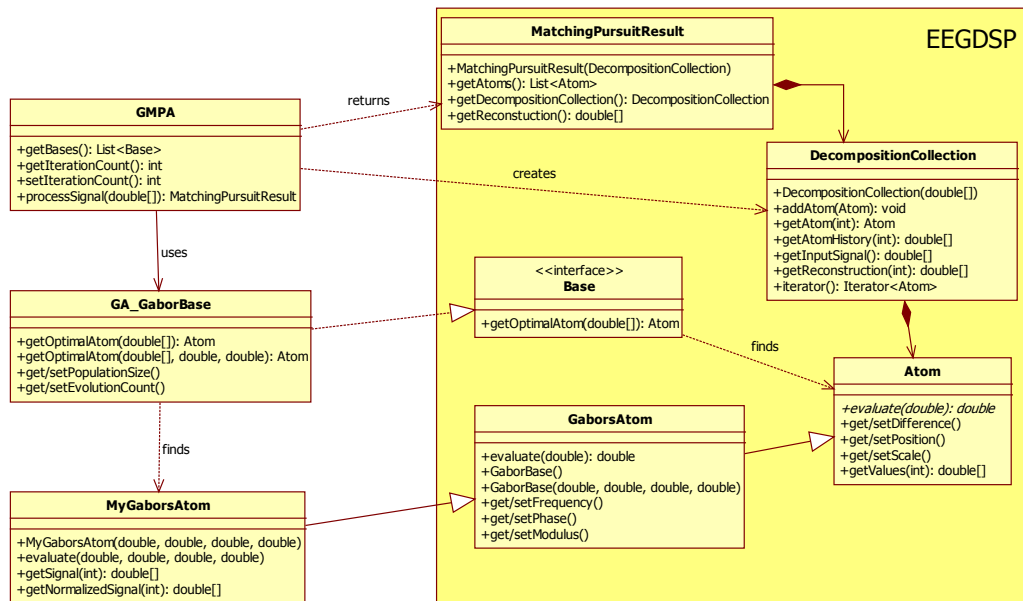 EEGDSP
MatchingPursuitResult
+MatchingPursuitResult(DecompositionCollection)
+getAtoms(): List<Atom>
+getDecompositionCollection(): DecompositionCollection
+getReconstuction(): double[]
GMPA
+getBases(): List<Base>
+getIterationCount(): int
+setIterationCount(): int
+processSignal(double[]): MatchingPursuitResult
returns
creates
uses
DecompositionCollection
+DecompositionCollection(double[])
+addAtom(Atom): void
+getAtom(int): Atom
+getAtomHistory(int): double[]
+getInputSignal(): double[]
+getReconstruction(int): double[]
+iterator(): Iterator<Atom>
GA_GaborBase
+getOptimalAtom(double[]): Atom
+getOptimalAtom(double[], double, double): Atom
+get/setPopulationSize()
+get/setEvolutionCount()
<<interface>>
Base
+getOptimalAtom(double[]): Atom
finds
Atom
+evaluate(double): double
+get/setDifference()
+get/setPosition()
+get/setScale()
+getValues(int): double[]
GaborsAtom
+evaluate(double): double
+GaborBase()
+GaborBase(double, double, double, double)
+get/setFrequency()
+get/setPhase()
+get/setModulus()
finds
MyGaborsAtom
+MyGaborsAtom(double, double, double, double)
+evaluate(double, double, double, double)
+getSignal(int): double[]
+getNormalizedSignal(int): double[]